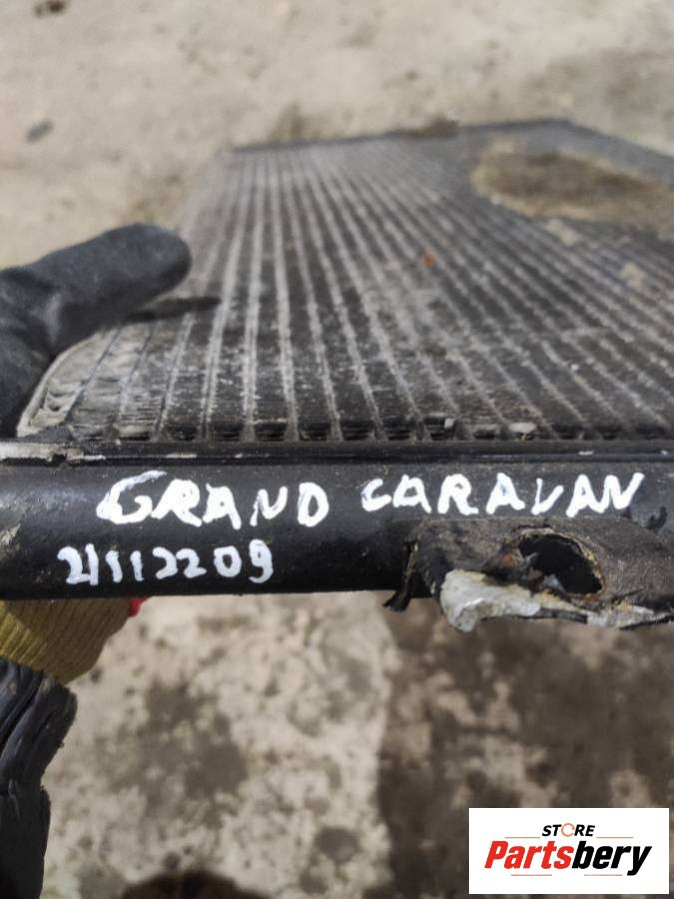 GRAND CARAVAN
21112209
STORE
Partsbery